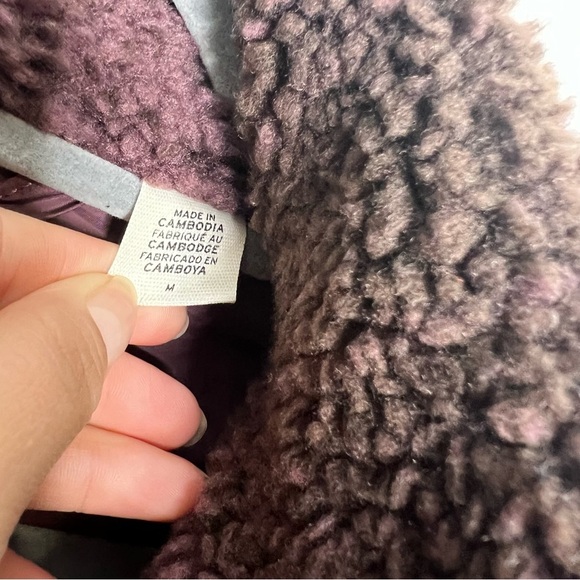 MADE IN
CAMBODIA
FABRIQUÉ AU
CAMBODGE
FABRICADO EN
CAMBOYA
M